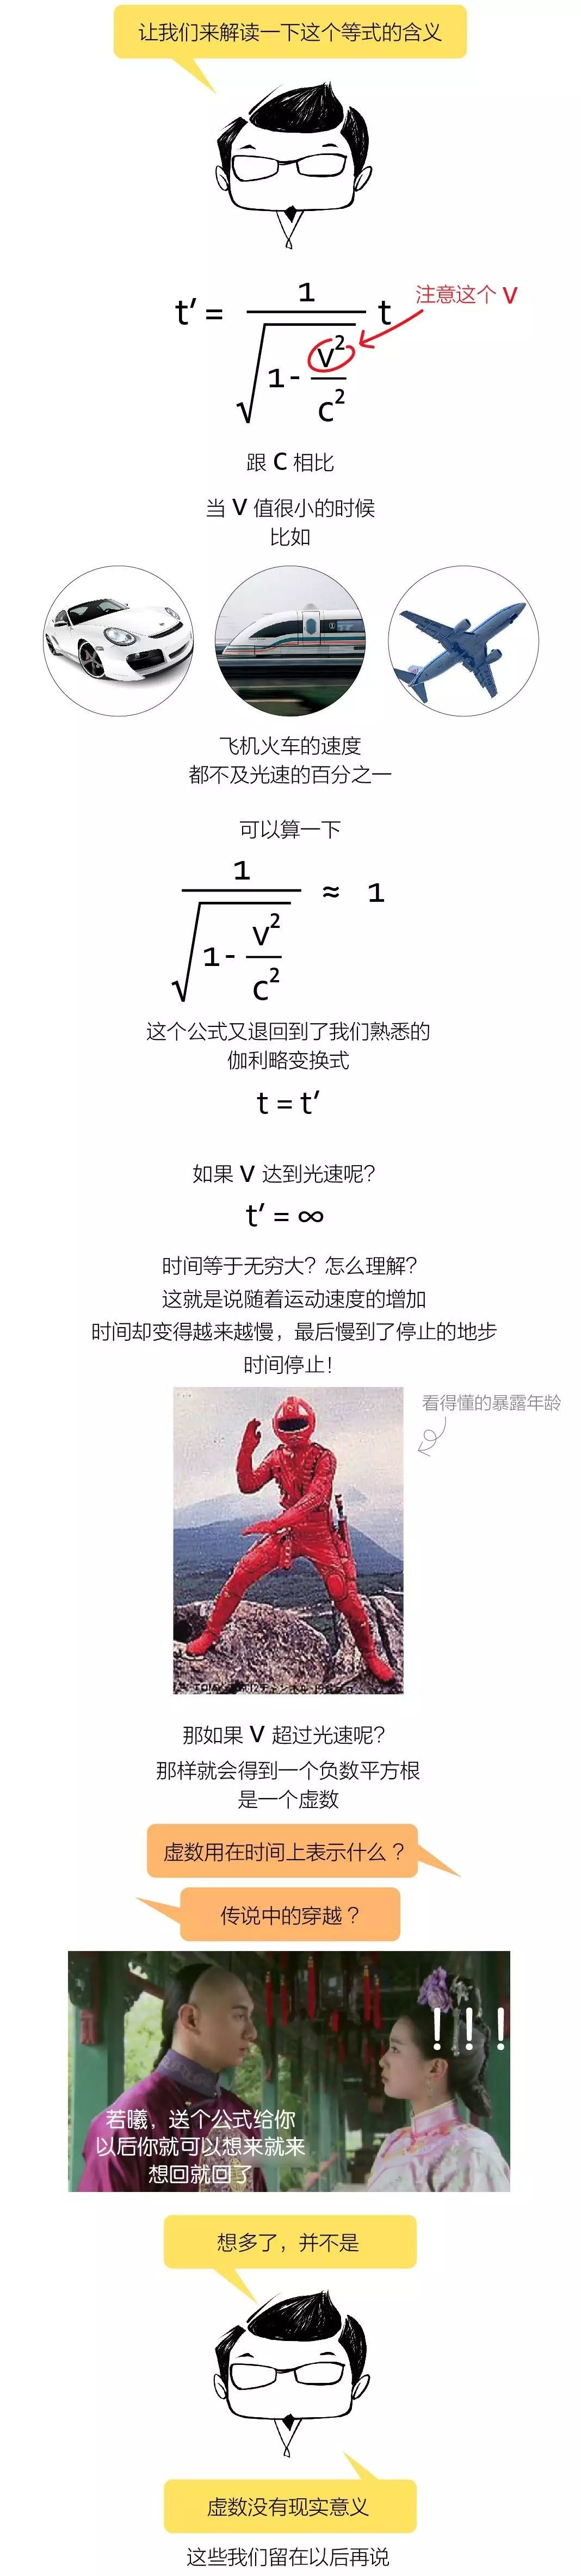 让我们来解读一下这个等式的含义
t′ = 1 / √(1 - v²/c²) t
注意这个 v
跟 c 相比
当 v 值很小的时候
比如
飞机火车的速度
都不及光速的百分之一
可以算一下
1 / √(1 - v²/c²) ≈ 1
这个公式又退回到了我们熟悉的
伽利略变换式
t = t′
如果 v 达到光速呢?
t′ = ∞
时间等于无穷大? 怎么理解?
这就是说随着运动速度的增加
时间却变得越来越慢，最后慢到了停止的地步
时间停止！
看得懂的暴露年龄
那如果 v 超过光速呢?
那样就会得到一个负数平方根
是一个虚数
虚数用在时间上表示什么？
传说中的穿越？
！！！
若曦，送个公式给你
以后你就可以想来就来
想回就回了
想多了，并不是
虚数没有现实意义
这些我们留在以后再说